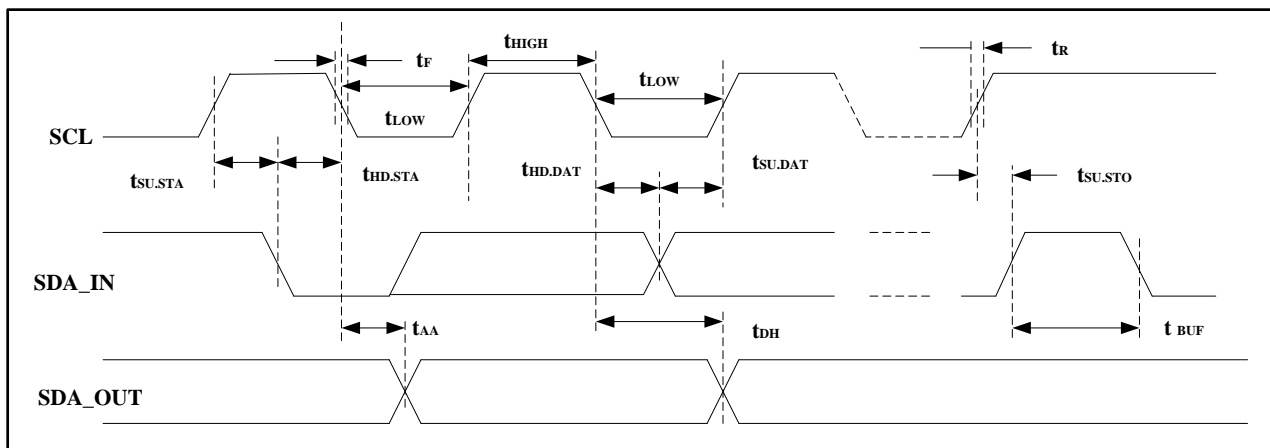 tHIGH
tR
tF
tLOW
tLOW
SCL
tSU.STA
tHD.STA
tHD.DAT
tSU.DAT
tSU.STO
SDA_IN
tAA
tDH
t BUF
SDA_OUT